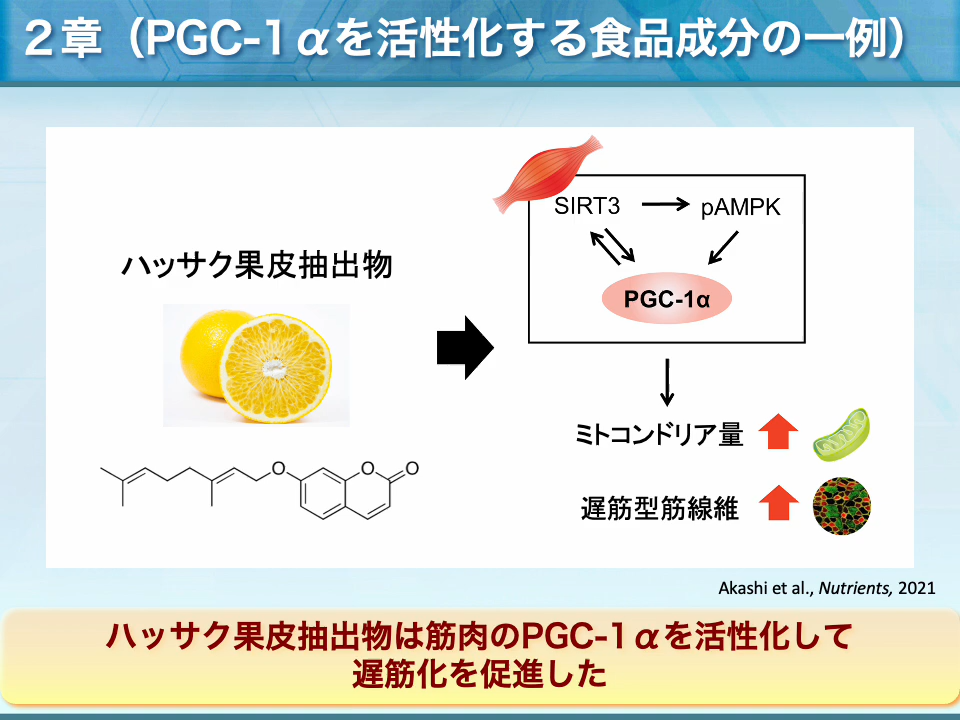 ２章（PGC-1αを活性化する食品成分の一例）
ハッサク果皮抽出物
O
O
O
SIRT3
pAMPK
PGC-1α
ミトコンドリア量
遅筋型筋線維
Akashi et al., Nutrients, 2021
ハッサク果皮抽出物は筋肉のPGC-1αを活性化して
遅筋化を促進した